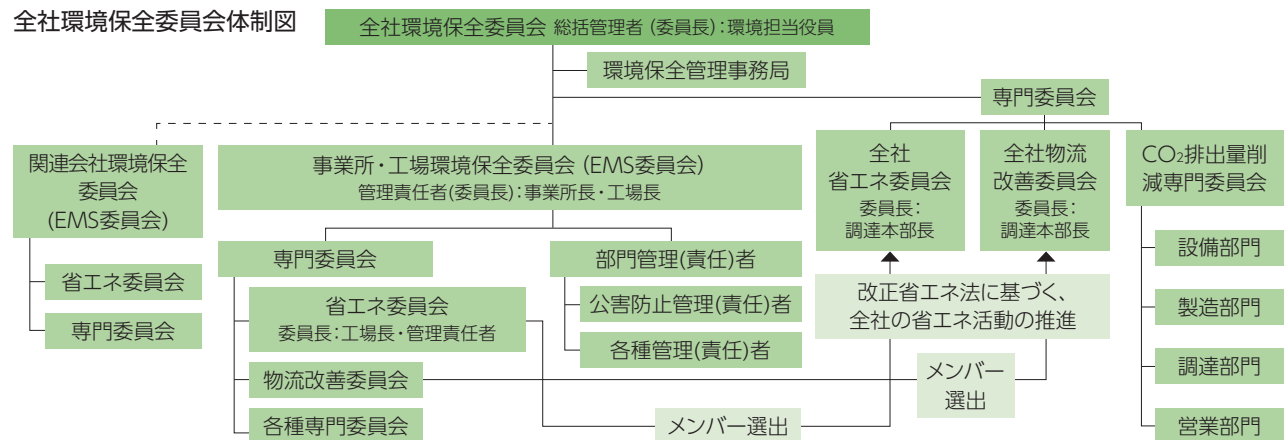 全社環境保全委員会体制図
全社環境保全委員会 総括管理者（委員長）：環境担当役員
環境保全管理事務局
専門委員会
関連会社環境保全
委員会
(EMS委員会)
省エネ委員会
専門委員会
事業所・工場環境保全委員会（EMS委員会）
管理責任者(委員長)：事業所長・工場長
専門委員会
省エネ委員会
委員長：工場長・管理責任者
物流改善委員会
各種専門委員会
部門管理(責任)者
公害防止管理(責任)者
各種管理(責任)者
全社
省エネ委員会
委員長：
調達本部長
全社物流
改善委員会
委員長：
調達本部長
CO₂排出量削
減専門委員会
設備部門
製造部門
調達部門
営業部門
改正省エネ法に基づく、
全社の省エネ活動の推進
メンバー
選出
メンバー選出